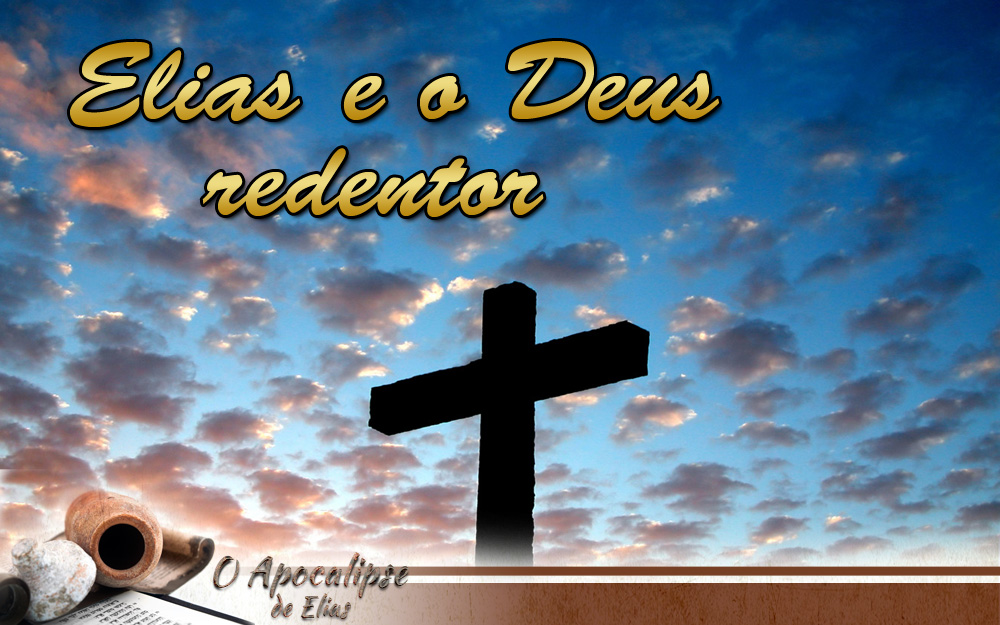 Elias e o Deus
redentor
O Apocalipse
de Elias